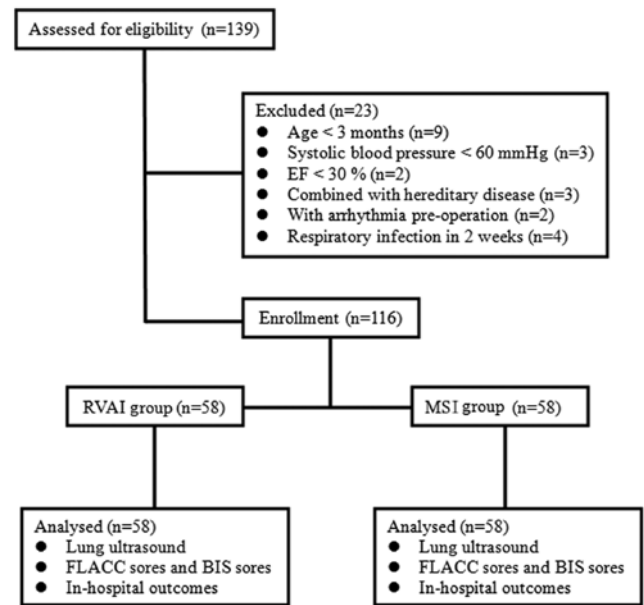 Assessed for eligibility (n=139)
Excluded (n=23)
● Age < 3 months (n=9)
● Systolic blood pressure < 60 mmHg (n=3)
● EF < 30 % (n=2)
● Combined with hereditary disease (n=3)
● With arrhythmia pre-operation (n=2)
● Respiratory infection in 2 weeks (n=4)
Enrollment (n=116)
RVAI group (n=58)
MSI group (n=58)
Analysed (n=58)
● Lung ultrasound
● FLACC sores and BIS sores
● In-hospital outcomes
Analysed (n=58)
● Lung ultrasound
● FLACC sores and BIS sores
● In-hospital outcomes